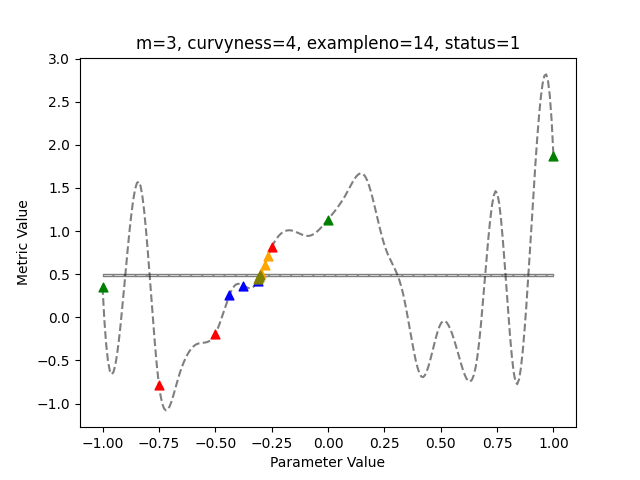 m=3, curvyness=4, exampleno=14, status=1
Metric Value
3.0
2.5
2.0
1.5
1.0
0.5
0.0
−0.5
−1.0
−1.00 −0.75 −0.50 −0.25 0.00 0.25 0.50 0.75 1.00
Parameter Value